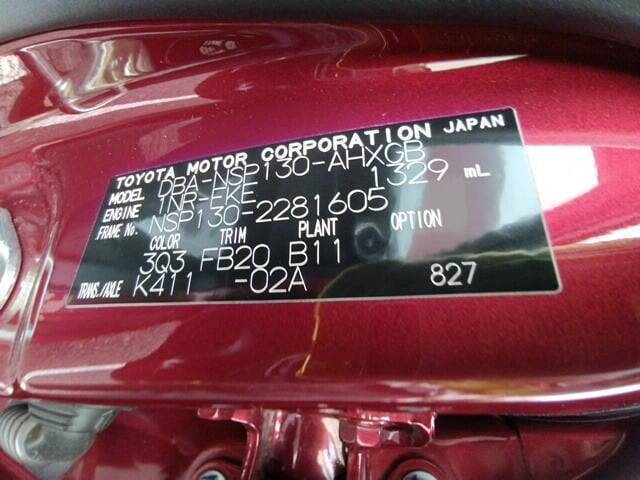 TOYOTA MOTOR CORPORATION JAPAN
MODEL DBA-NSP130-AHXGB
ENGINE 1NR-FKE 1329 mL
FRAME No. NSP130-2281605
COLOR TRIM PLANT OPTION
3Q3 FB20 B11
TRANS./AXLE K411 -02A 827